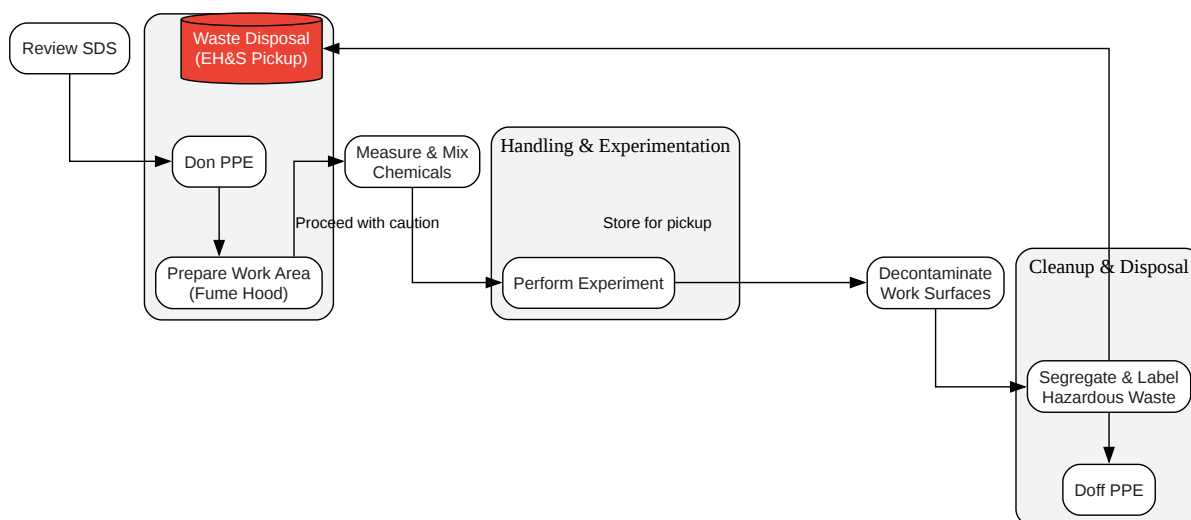 Review SDS
Waste Disposal
(EH&S Pickup)
Don PPE
Prepare Work Area
(Fume Hood)
Proceed with caution
Measure & Mix
Chemicals
Handling & Experimentation
Store for pickup
Perform Experiment
Decontaminate
Work Surfaces
Cleanup & Disposal
Segregate & Label
Hazardous Waste
Doff PPE